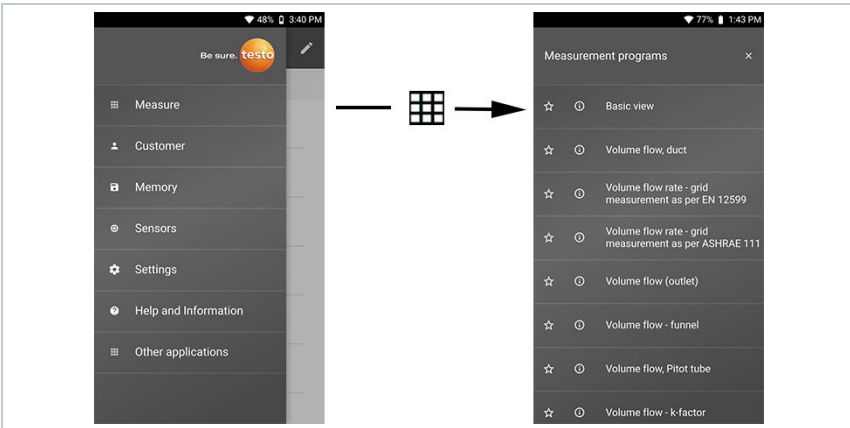 48% 3:40 PM
Be sure. testo
Measure
Customer
Memory
Sensors
Settings
Help and Information
Other applications
77% 1:43 PM
Measurement programs ×
Basic view
Volume flow, duct
Volume flow rate - grid
measurement as per EN 12599
Volume flow rate - grid
measurement as per ASHRAE 111
Volume flow (outlet)
Volume flow - funnel
Volume flow, Pitot tube
Volume flow - k-factor